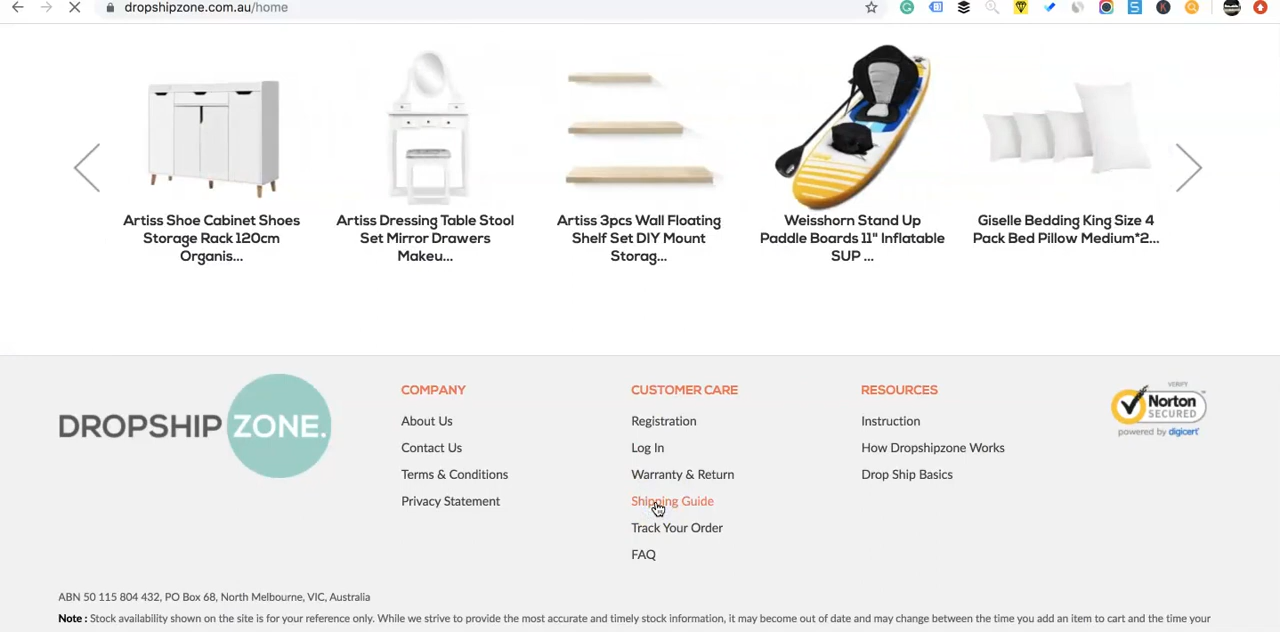 dropshipzone.com.au/home
Artiss Shoe Cabinet Shoes
Storage Rack 120cm
Organis...
Artiss Dressing Table Stool
Set Mirror Drawers
Makeu...
Artiss 3pcs Wall Floating
Shelf Set DIY Mount
Storag...
Weisshorn Stand Up
Paddle Boards 11" Inflatable
SUP ...
Giselle Bedding King Size 4
Pack Bed Pillow Medium*2...
DROPSHIP ZONE.
COMPANY
About Us
Contact Us
Terms & Conditions
Privacy Statement
CUSTOMER CARE
Registration
Log In
Warranty & Return
Shipping Guide
Track Your Order
FAQ
RESOURCES
Instruction
How Dropshipzone Works
Drop Ship Basics
VERIFY
Norton
SECURED
powered by digicert
ABN 50 115 804 432, PO Box 68, North Melbourne, VIC, Australia
Note : Stock availability shown on the site is for your reference only. While we strive to provide the most accurate and timely stock information, it may become out of date and may change between the time you add an item to cart and the time your